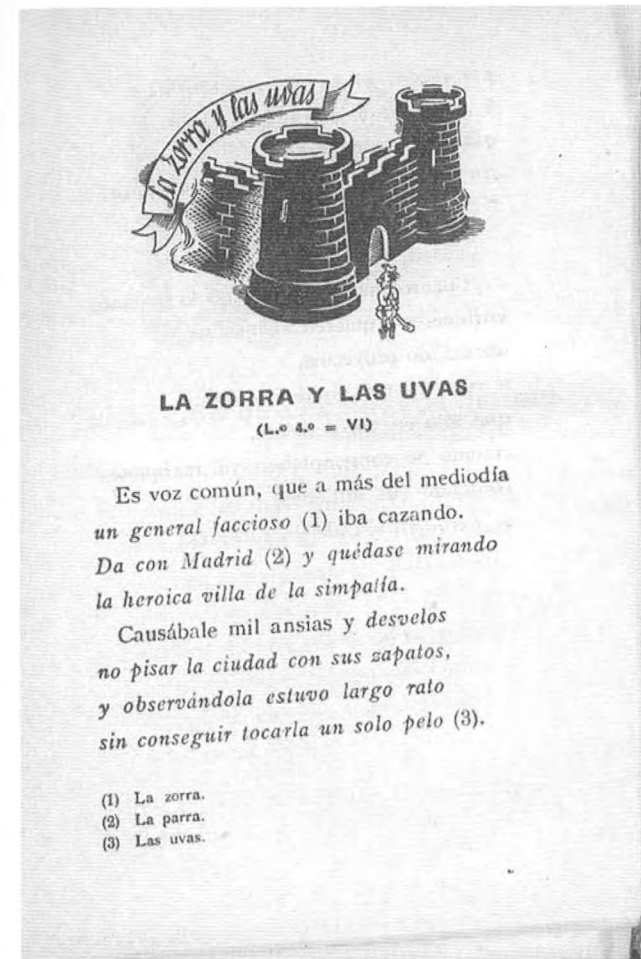 la zorra y las uvas
LA ZORRA Y LAS UVAS
(L.º 4.º = VI)
Es voz común, que a más del mediodía
un general faccioso (1) iba cazando.
Da con Madrid (2) y quédase mirando
la heroica villa de la simpatía.
Causábale mil ansias y desvelos
no pisar la ciudad con sus zapatos,
y observándola estuvo largo rato
sin conseguir tocarla un solo pelo (3).
(1) La zorra.
(2) La parra.
(3) Las uvas.